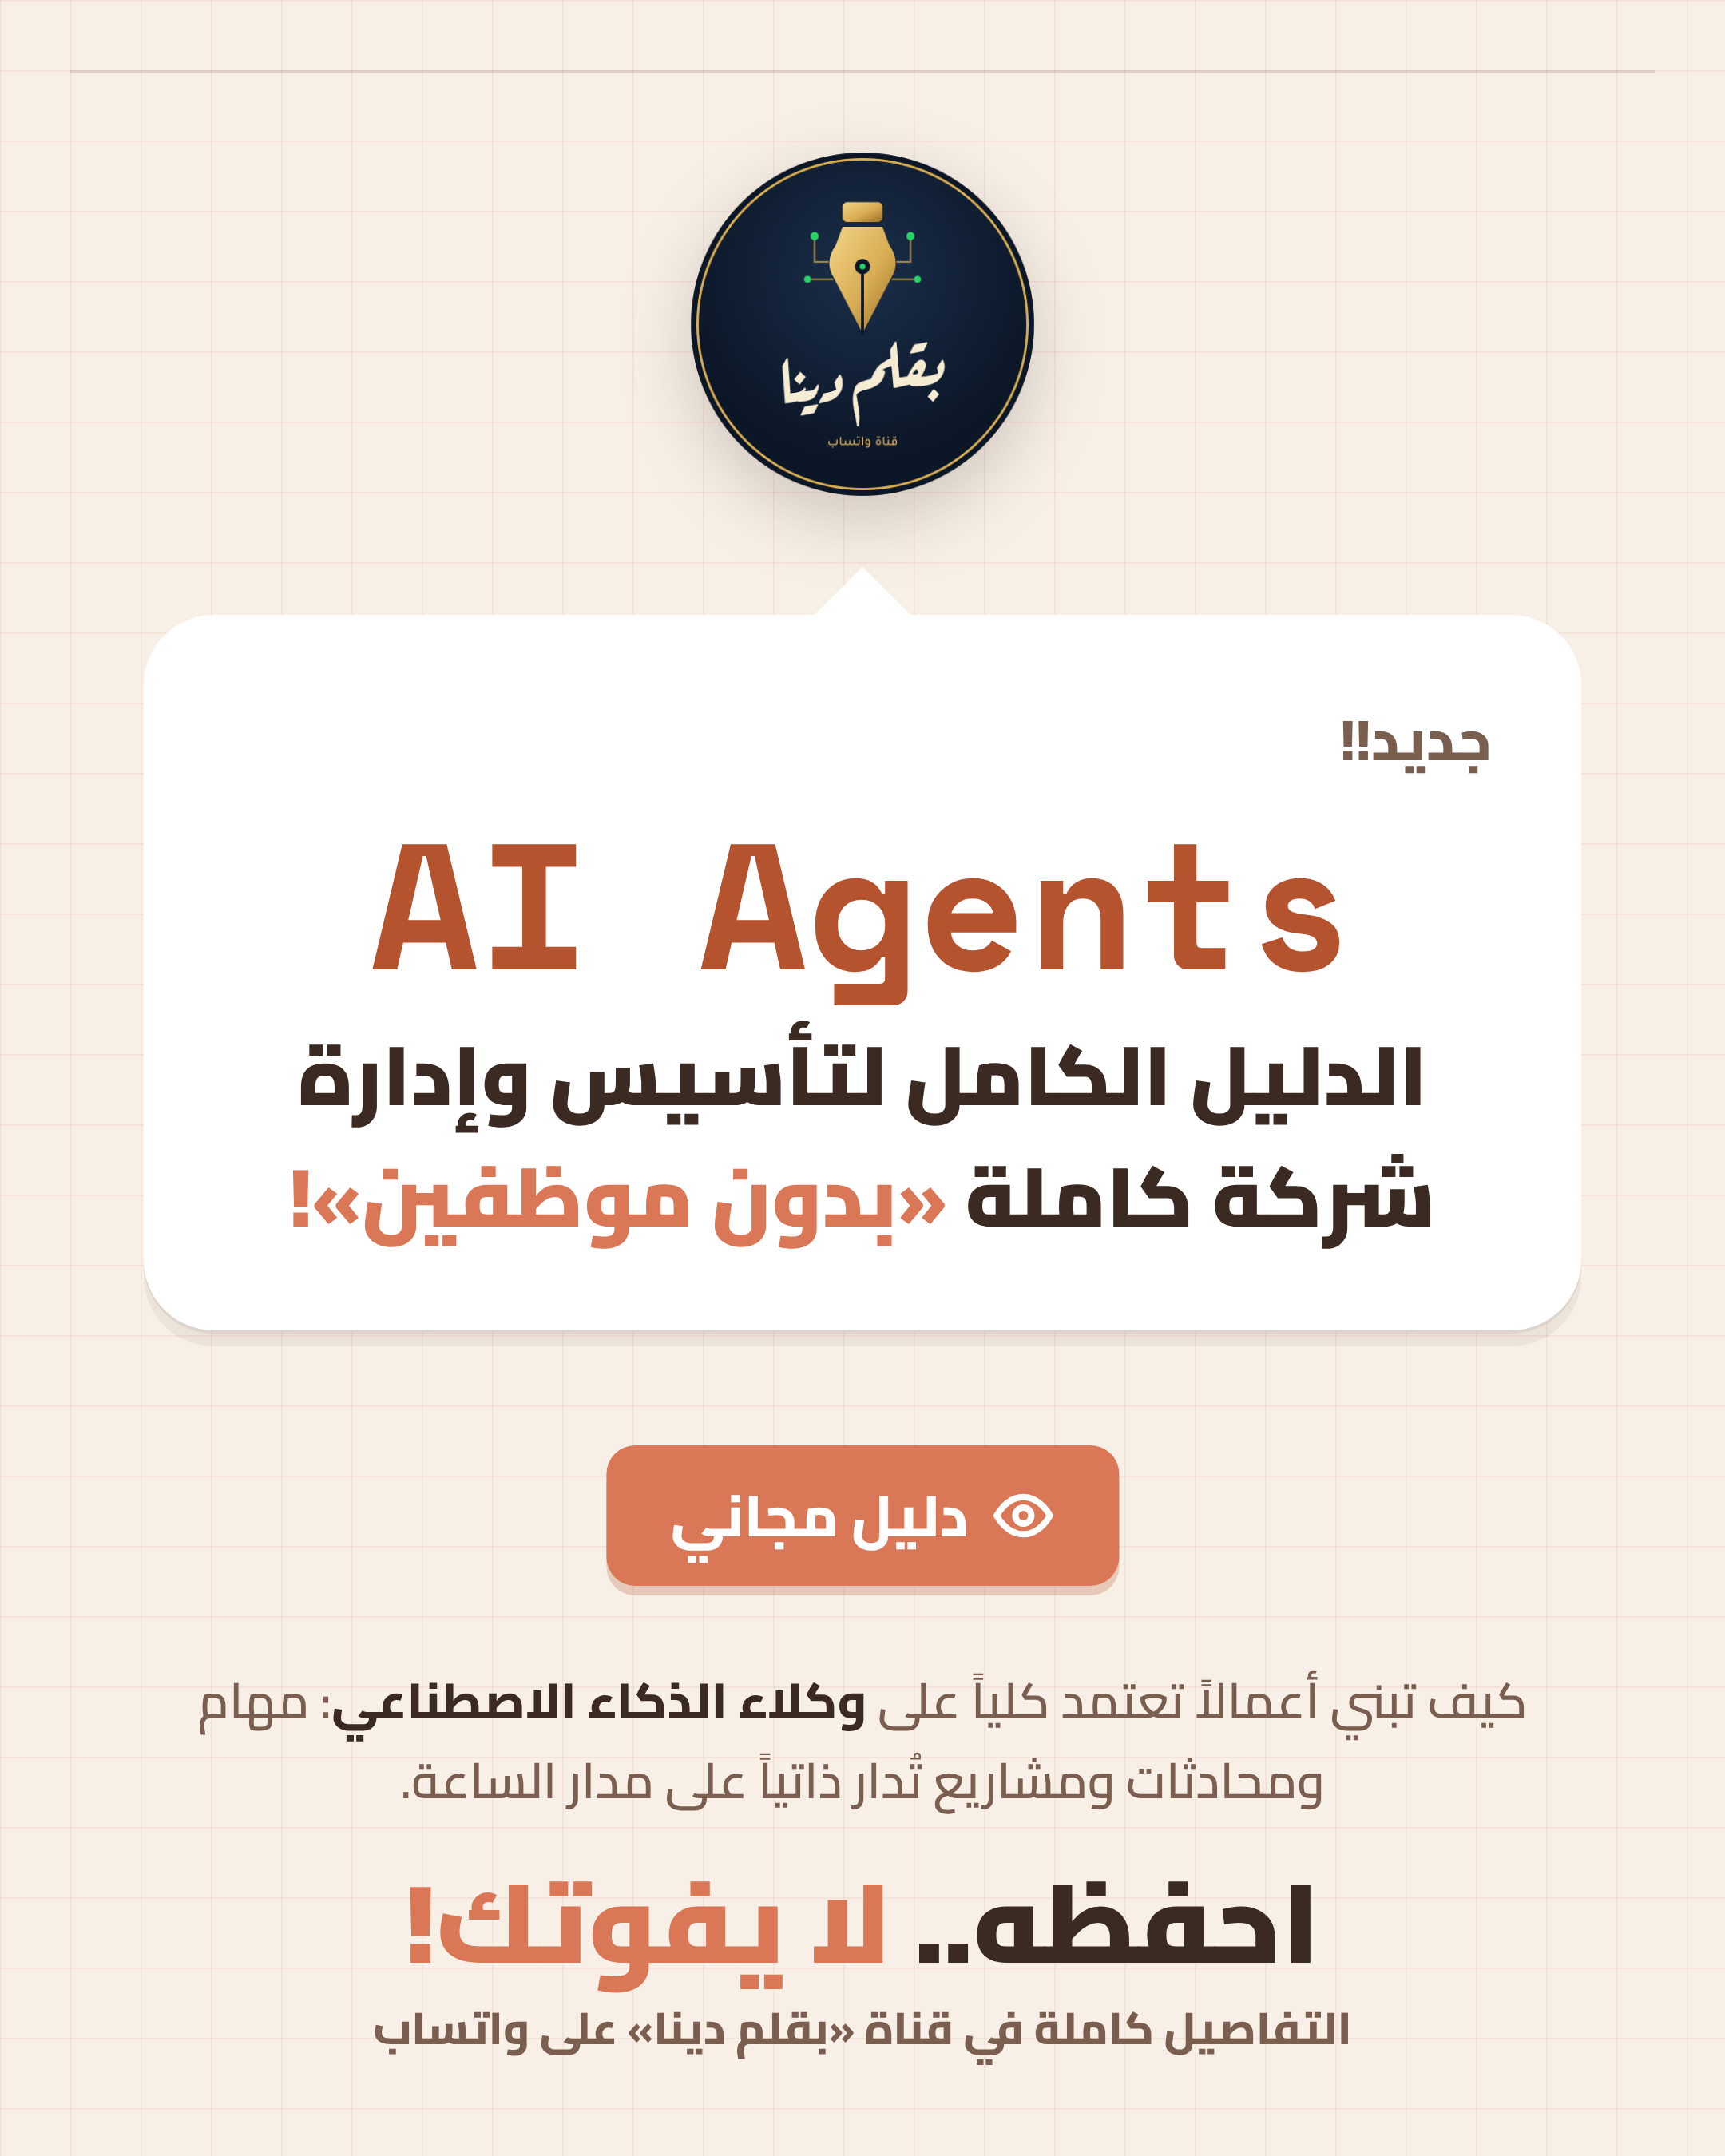 بقلم دينا
قناة واتساب
جديد!!
AI Agents
الدليل الكامل لتأسيس وإدارة
شركة كاملة «بدون موظفين»!
دليل مجاني
كيف تبني أعمالاً تعتمد كلياً على وكلاء الذكاء الاصطناعي: مهام
ومحادثات ومشاريع تُدار ذاتياً على مدار الساعة.
احفظه.. لا يفوتك!
التفاصيل كاملة في قناة «بقلم دينا» على واتساب